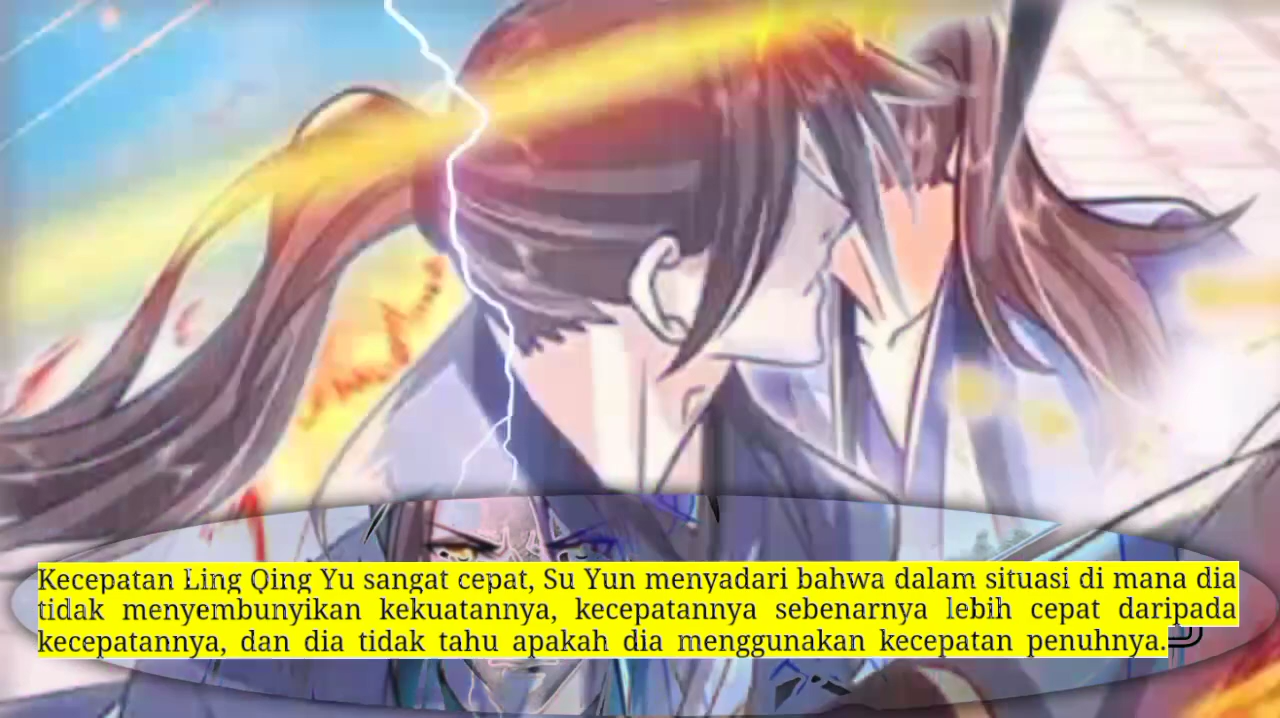 Kecepatan Ling Qing Yu sangat cepat, Su Yun menyadari bahwa dalam situasi di mana dia
tidak menyembunyikan kekuatannya, kecepatannya sebenarnya lebih cepat daripada
kecepatannya, dan dia tidak tahu apakah dia menggunakan kecepatan penuhnya.